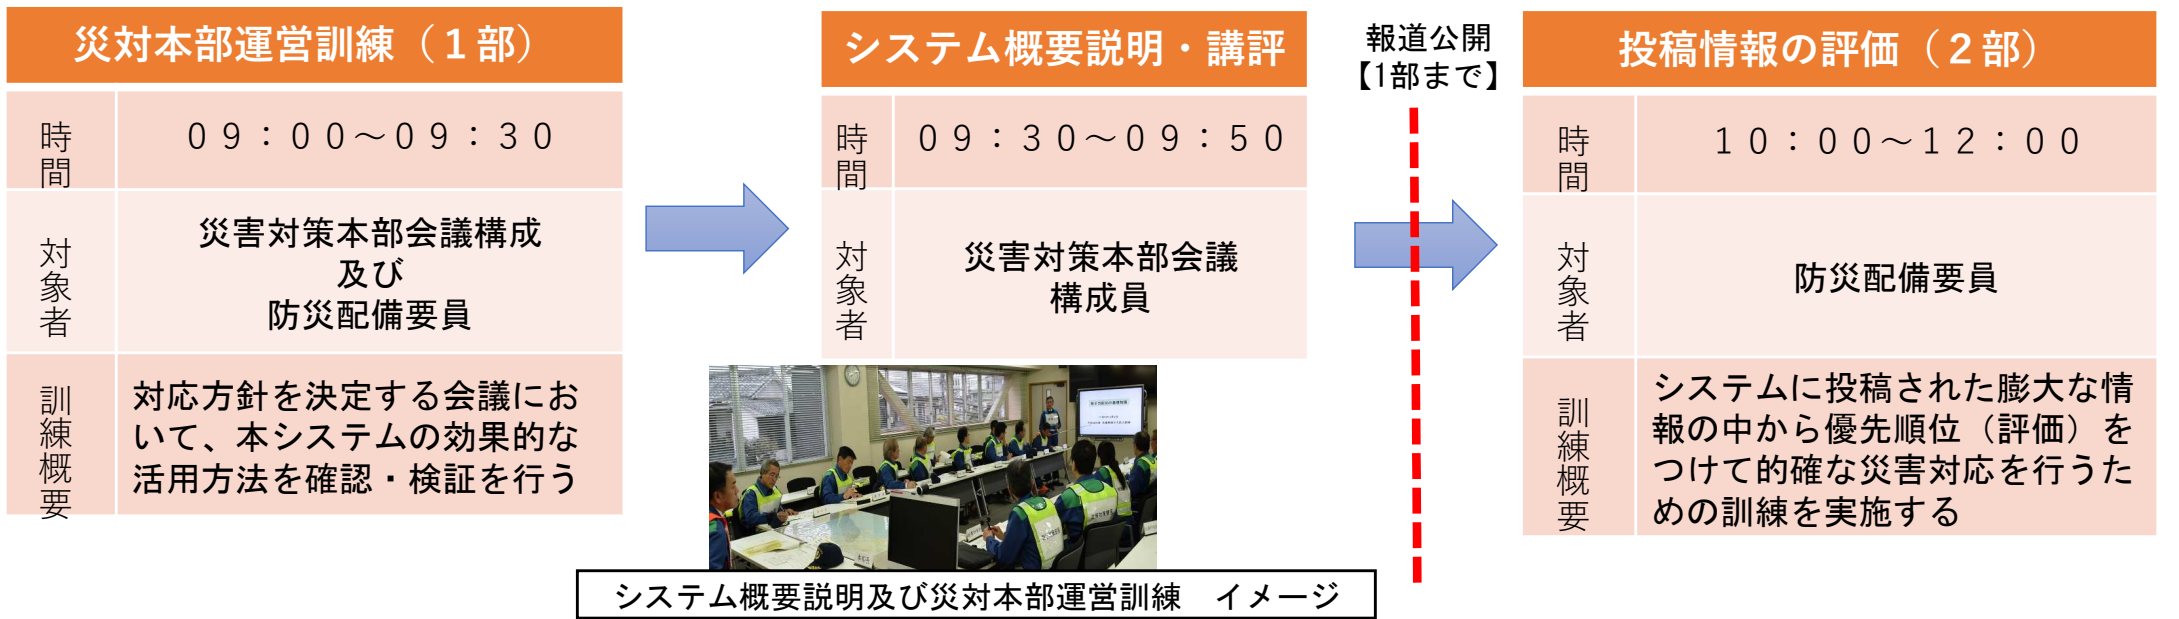 災対本部運営訓練（１部）
時間
０９：００～０９：３０
対象者
災害対策本部会議構成
及び
防災配備要員
訓練概要
対応方針を決定する会議にお
いて、本システムの効果的な
活用方法を確認・検証を行う
システム概要説明・講評
時間
０９：３０～０９：５０
対象者
災害対策本部会議
構成員
報道公開
【1部まで】
投稿情報の評価（２部）
時間
１０：００～１２：００
対象者
防災配備要員
訓練概要
システムに投稿された膨大な情
報の中から優先順位（評価）を
つけて的確な災害対応を行うた
めの訓練を実施する
システム概要説明及び災対本部運営訓練　イメージ